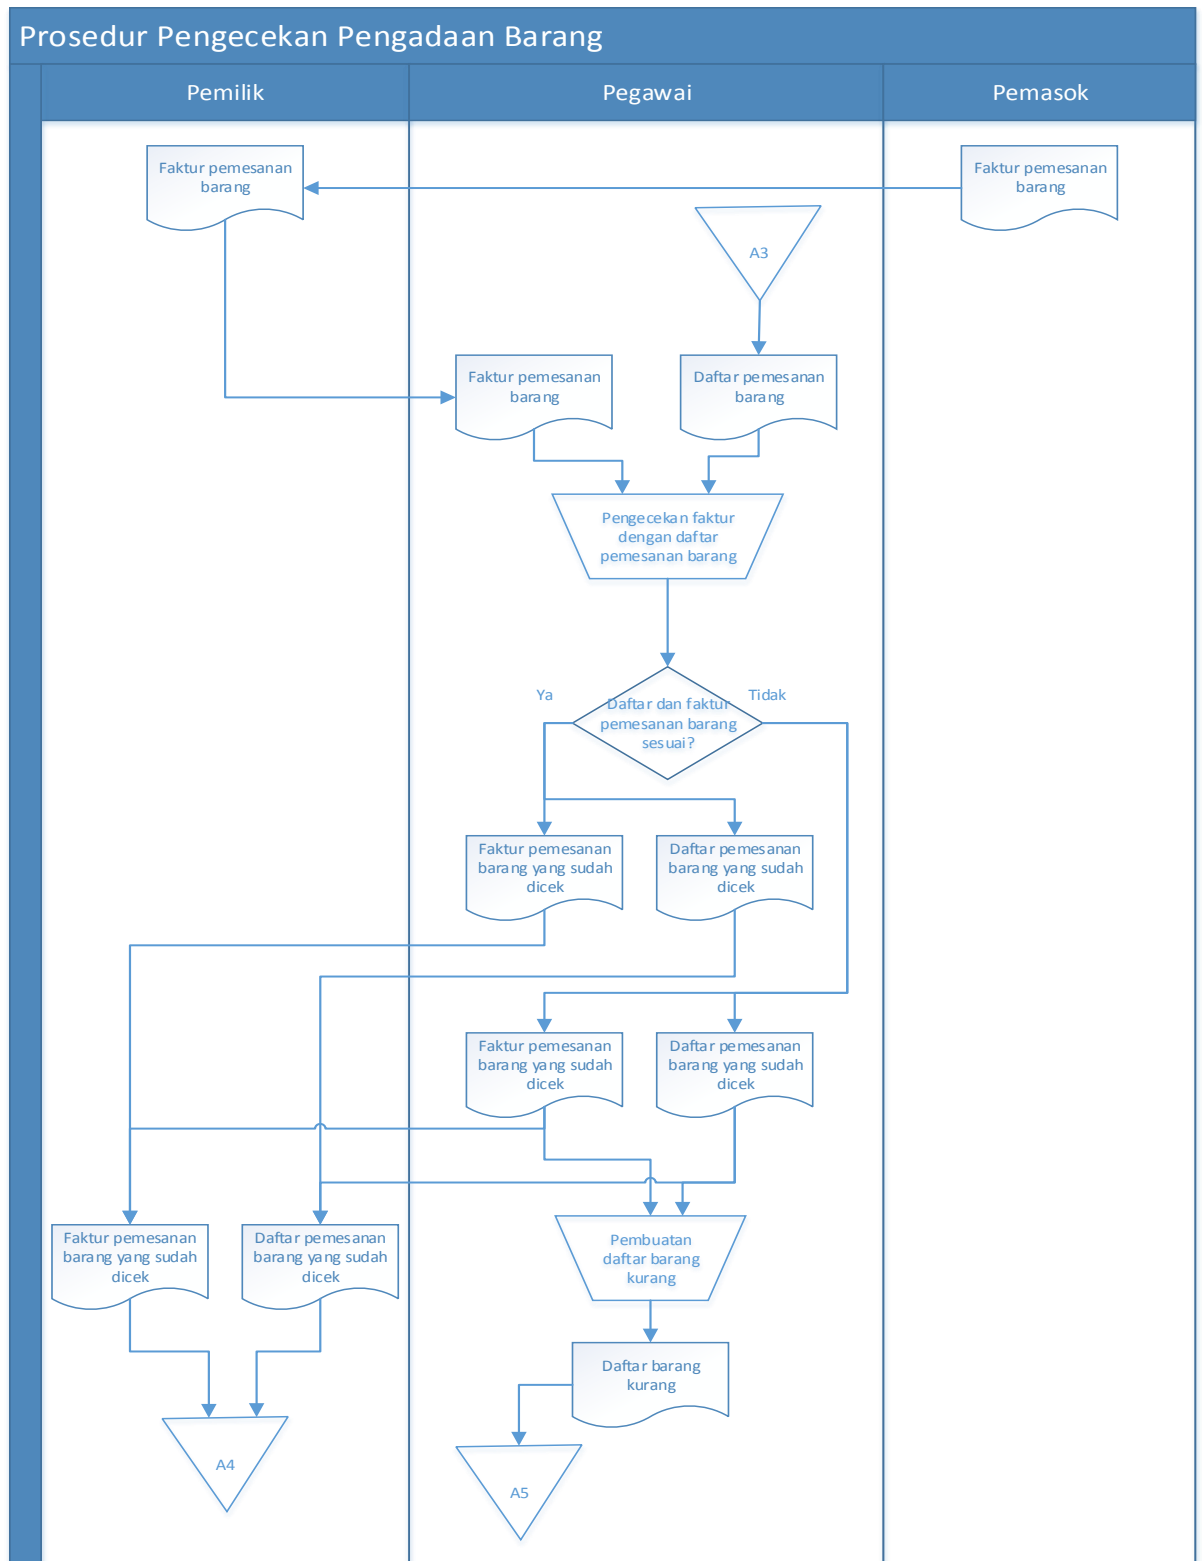 Prosedur Pengecekan Pengadaan Barang
Pemilik
Pegawai
Pemasok
Faktur pemesanan
barang
Faktur pemesanan
barang
A3
Faktur pemesanan
barang
Daftar pemesanan
barang
Pengecekan faktur
dengan daftar
pemesanan barang
Ya
Tidak
Daftar dan faktur
pemesanan barang
sesuai?
Faktur pemesanan
barang yang sudah
dicek
Daftar pemesanan
barang yang sudah
dicek
Faktur pemesanan
barang yang sudah
dicek
Daftar pemesanan
barang yang sudah
dicek
Faktur pemesanan
barang yang sudah
dicek
Daftar pemesanan
barang yang sudah
dicek
Pembuatan
daftar barang
kurang
Daftar barang
kurang
A4
A5